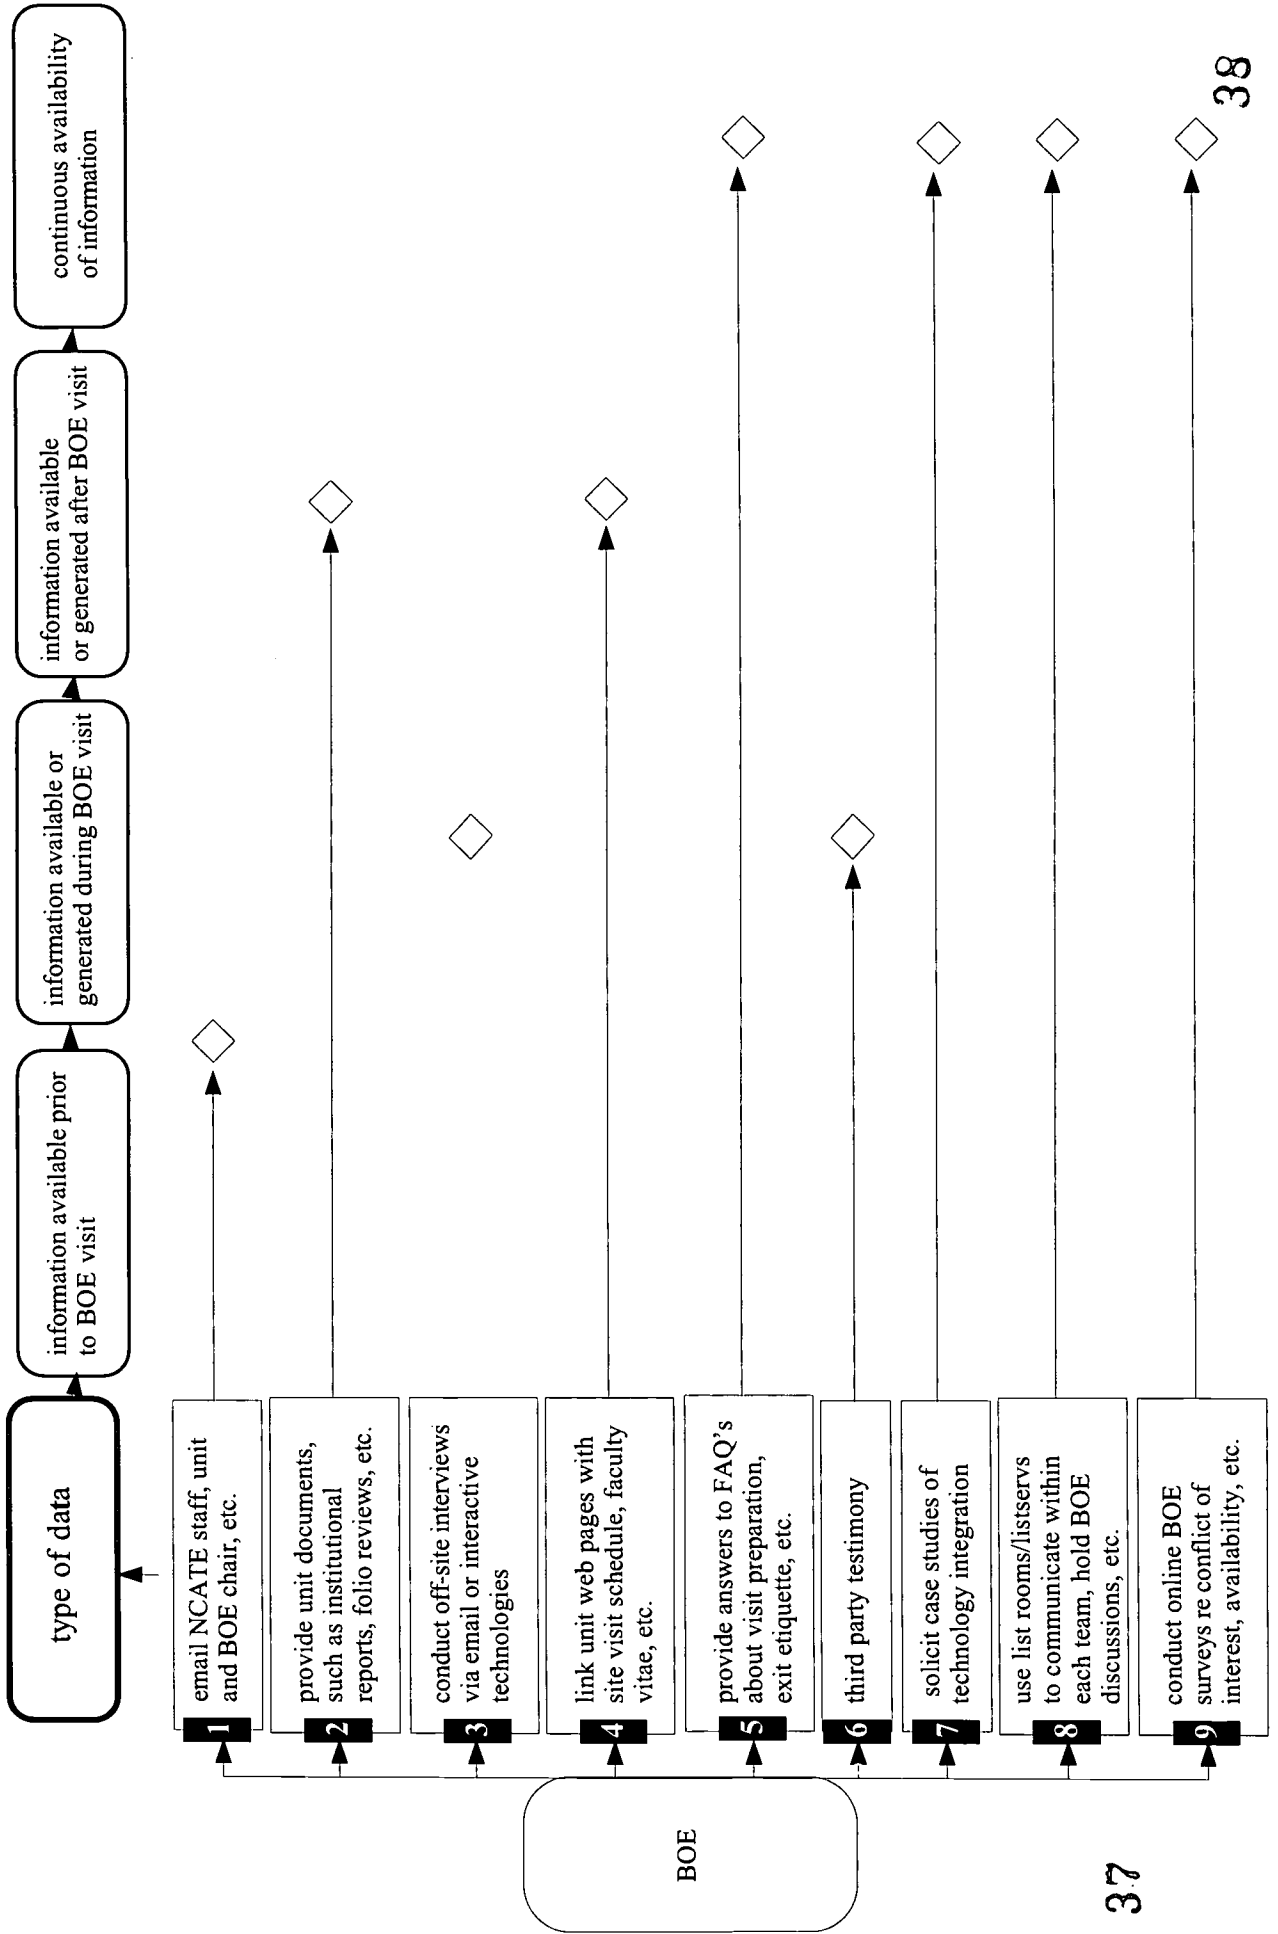 type of data
information available prior
to BOE visit
information available or
generated during BOE visit
information available
or generated after BOE visit
continuous availability
of information
BOE
1
email NCATE staff, unit
and BOE chair, etc.
2
provide unit documents,
such as institutional
reports, folio reviews, etc.
3
conduct off-site interviews
via email or interactive
technologies
4
link unit web pages with
site visit schedule, faculty
vitae, etc.
5
provide answers to FAQ's
about visit preparation,
exit etiquette, etc.
6
third party testimony
7
solicit case studies of
technology integration
8
use list rooms/listservs
to communicate within
each team, hold BOE
discussions, etc.
9
conduct online BOE
surveys re conflict of
interest, availability, etc.
37
38